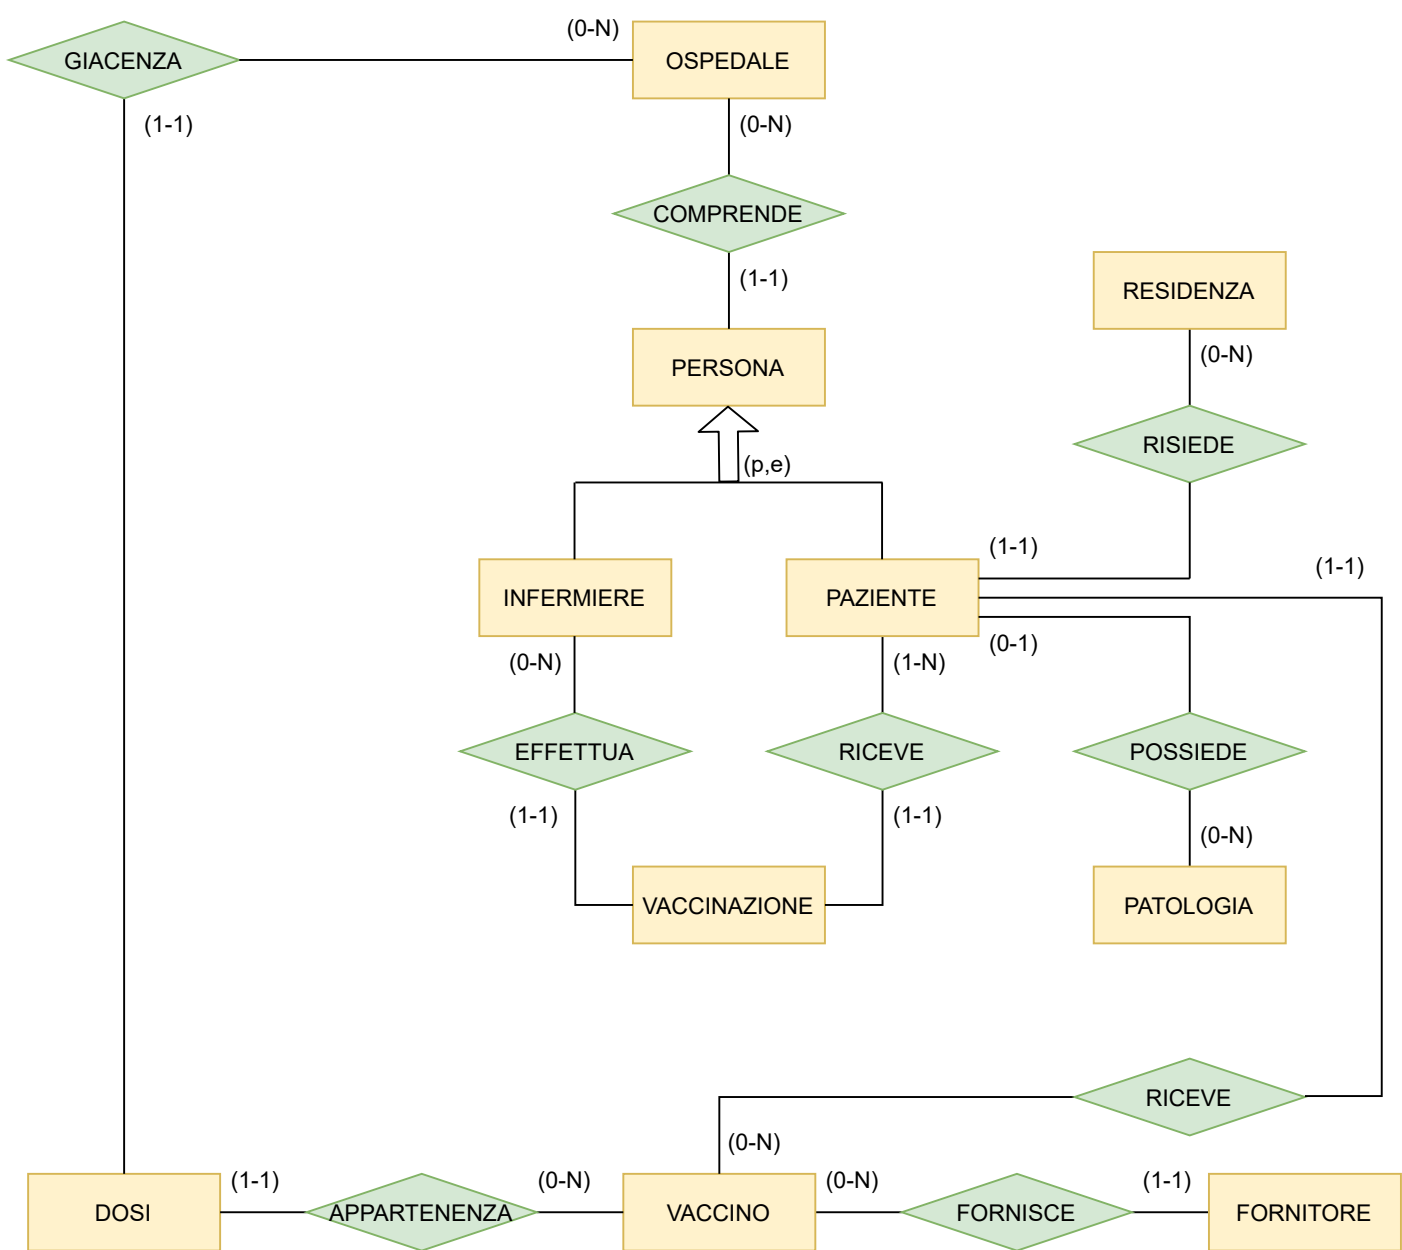 (0-N)
GIACENZA
OSPEDALE
(1-1)
(0-N)
COMPRENDE
(1-1)
RESIDENZA
(0-N)
PERSONA
RISIEDE
(p,e)
(1-1)
(1-1)
INFERMIERE
PAZIENTE
(0-N)
(1-N)
(0-1)
EFFETTUA
RICEVE
POSSIEDE
(1-1)
(1-1)
(0-N)
VACCINAZIONE
PATOLOGIA
RICEVE
(0-N)
(1-1)
(0-N)
(0-N)
(1-1)
DOSI
APPARTENENZA
VACCINO
FORNISCE
FORNITORE